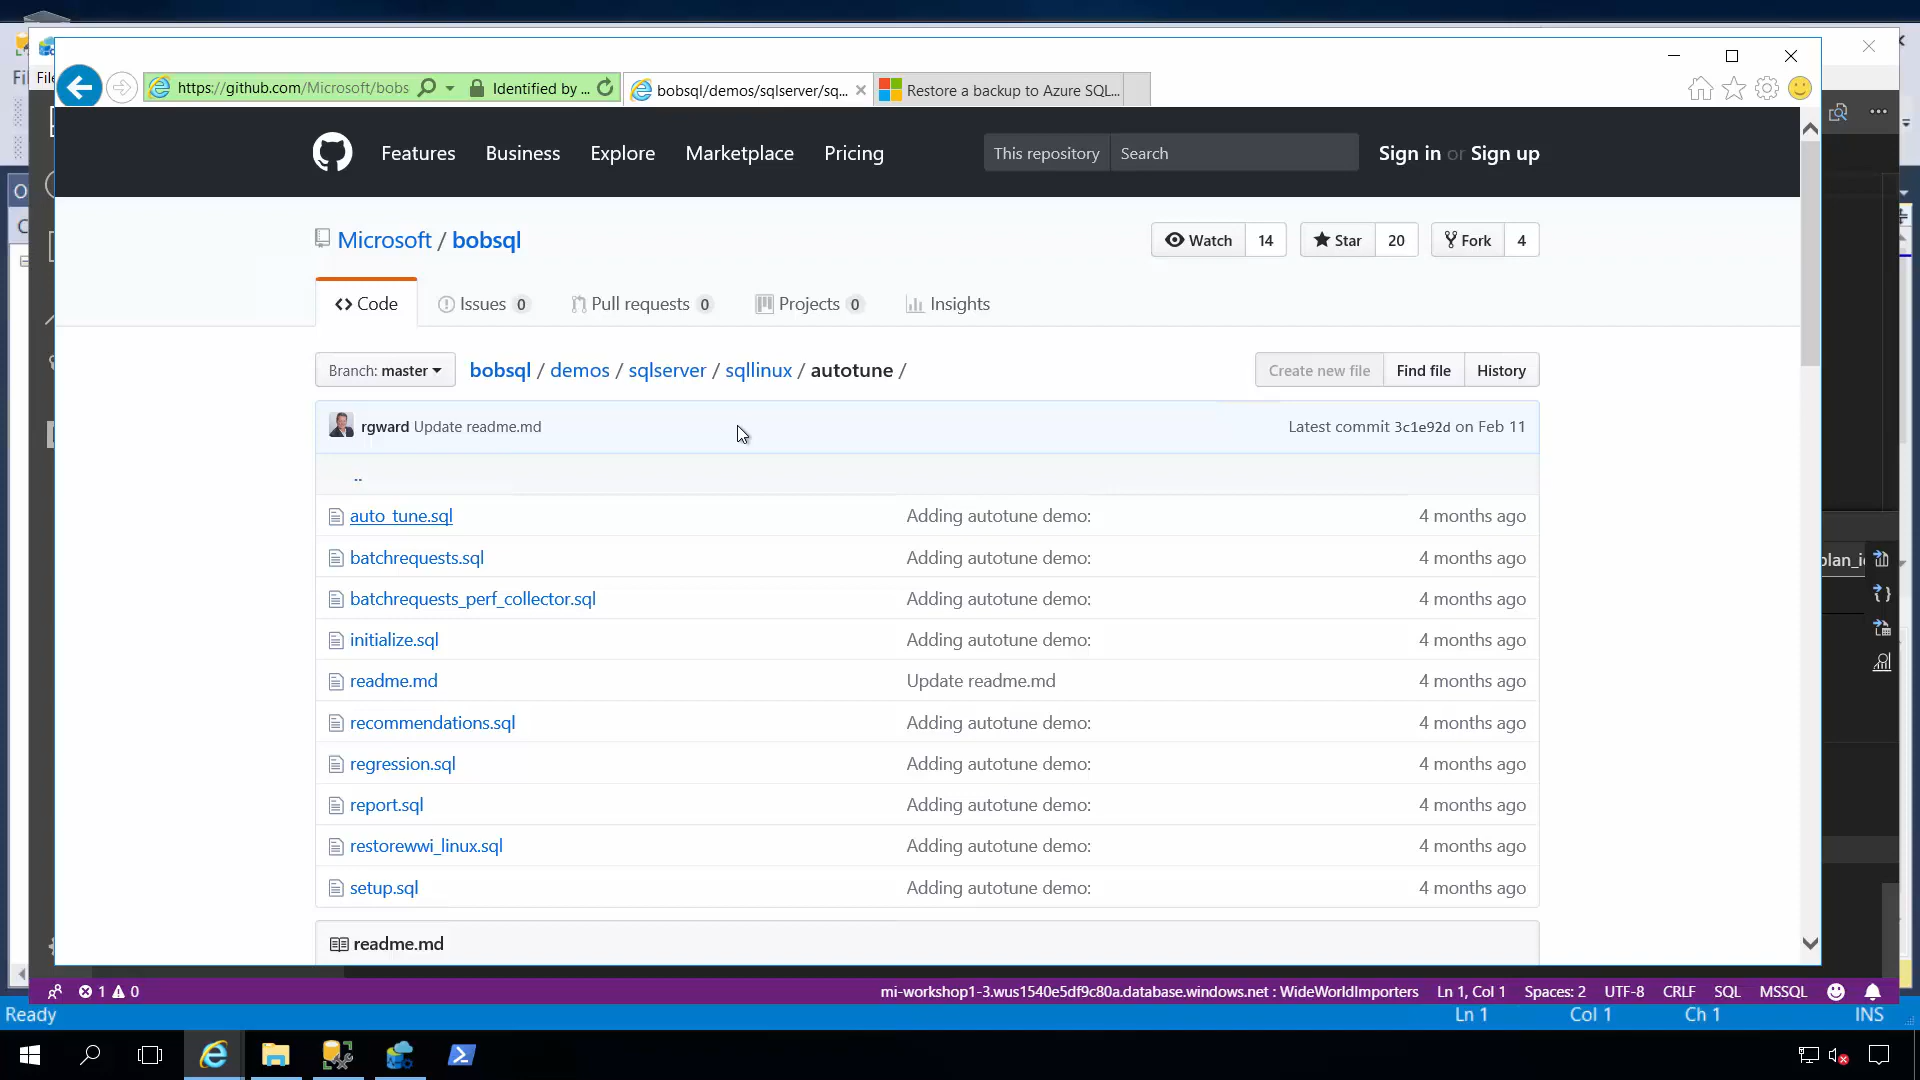 File
https://github.com/Microsoft/bobs
Identified by ...
bobsql/demos/sqlserver/sq...
Restore a backup to Azure SQL...
Features
Business
Explore
Marketplace
Pricing
This repository
Search
Sign in or Sign up
Microsoft / bobsql
Watch 14
Star 20
Fork 4
Code
Issues 0
Pull requests 0
Projects 0
Insights
Branch: master
bobsql / demos / sqlserver / sqllinux / autotune /
Create new file
Find file
History
rgward Update readme.md
Latest commit 3c1e92d on Feb 11
..
auto_tune.sql Adding autotune demo: 4 months ago
batchrequests.sql Adding autotune demo: 4 months ago
batchrequests_perf_collector.sql Adding autotune demo: 4 months ago
initialize.sql Adding autotune demo: 4 months ago
readme.md Update readme.md 4 months ago
recommendations.sql Adding autotune demo: 4 months ago
regression.sql Adding autotune demo: 4 months ago
report.sql Adding autotune demo: 4 months ago
restorewwi_linux.sql Adding autotune demo: 4 months ago
setup.sql Adding autotune demo: 4 months ago
readme.md
1 0
mi-workshop1-3.wus1540e5df9c80a.database.windows.net : WideWorldImporters
Ln 1, Col 1
Spaces: 2
UTF-8
CRLF
SQL
MSSQL
Ready
Ln 1
Col 1
Ch 1
INS